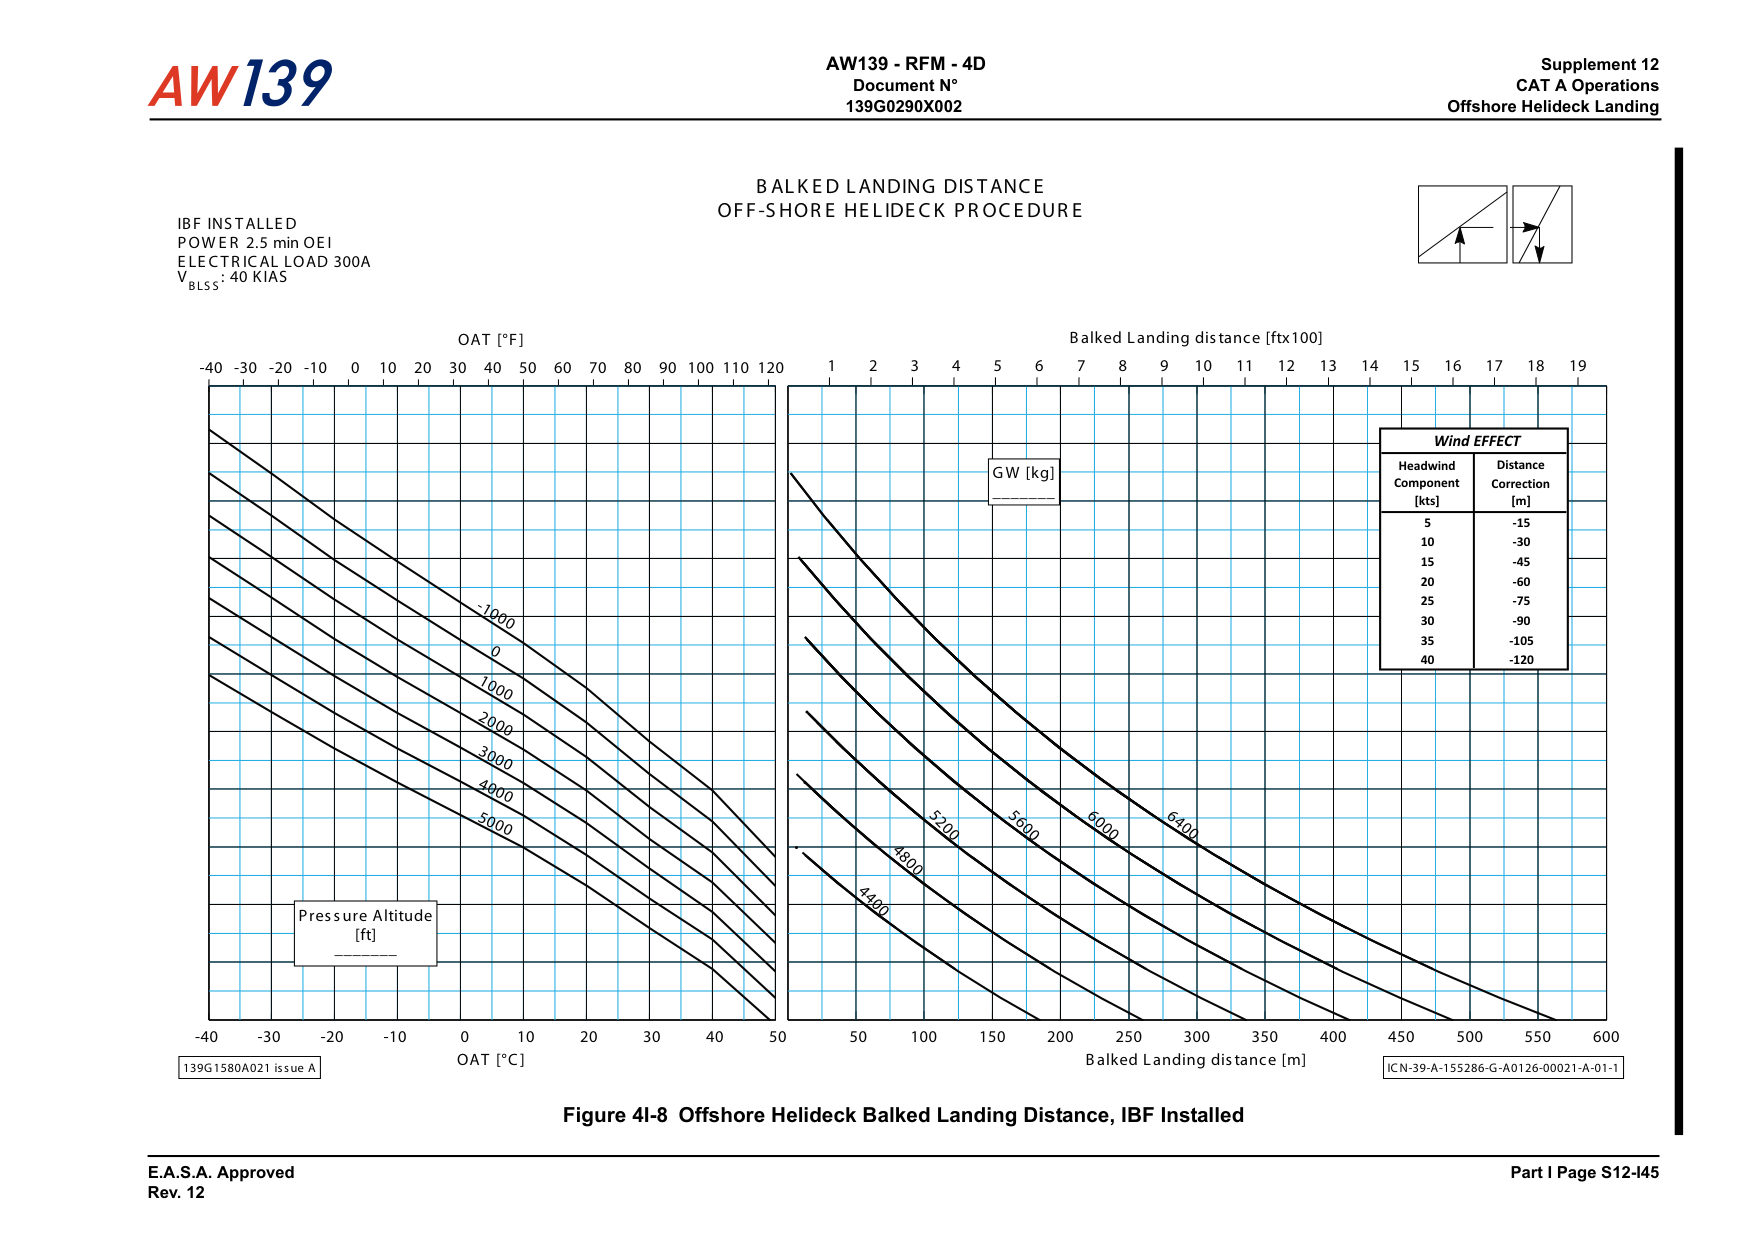 AW139
AW139 - RFM - 4D
Document N°
139G0290X002
Supplement 12
CAT A Operations
Offshore Helideck Landing
BALKED LANDING DISTANCE
OFF-SHORE HELIDECK PROCEDURE
IBF INSTALLED
POWER 2.5 min OEI
ELECTRICAL LOAD 300A
VBLSS: 40 KIAS
OAT [°F]
-40 -30 -20 -10 0 10 20 30 40 50 60 70 80 90 100 110 120
Balked Landing distance [ftx100]
1 2 3 4 5 6 7 8 9 10 11 12 13 14 15 16 17 18 19
-1000
0
1000
2000
3000
4000
5000
Pressure Altitude
[ft]
_______
GW [kg]
_______
Wind EFFECT
Headwind Component [kts] Distance Correction [m]
5 -15
10 -30
15 -45
20 -60
25 -75
30 -90
35 -105
40 -120
4400
4800
5200
5600
6000
6400
-40 -30 -20 -10 0 10 20 30 40 50
OAT [°C]
50 100 150 200 250 300 350 400 450 500 550 600
Balked Landing distance [m]
139G1580A021 issue A
ICN-39-A-155286-G-A0126-00021-A-01-1
Figure 4I-8 Offshore Helideck Balked Landing Distance, IBF Installed
E.A.S.A. Approved
Rev. 12
Part I Page S12-I45